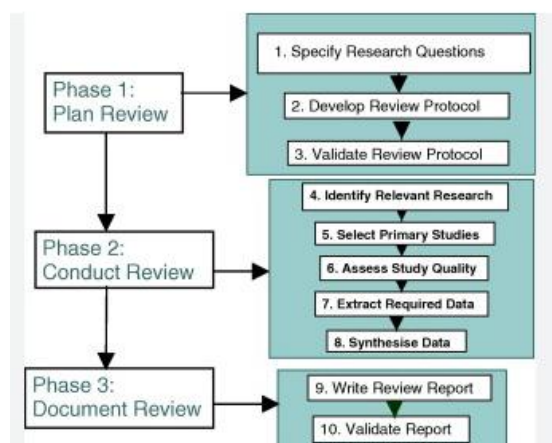 Phase 1:
Plan Review
1. Specify Research Questions
2. Develop Review Protocol
3. Validate Review Protocol
Phase 2:
Conduct Review
4. Identify Relevant Research
5. Select Primary Studies
6. Assess Study Quality
7. Extract Required Data
8. Synthesise Data
Phase 3:
Document Review
9. Write Review Report
10. Validate Report